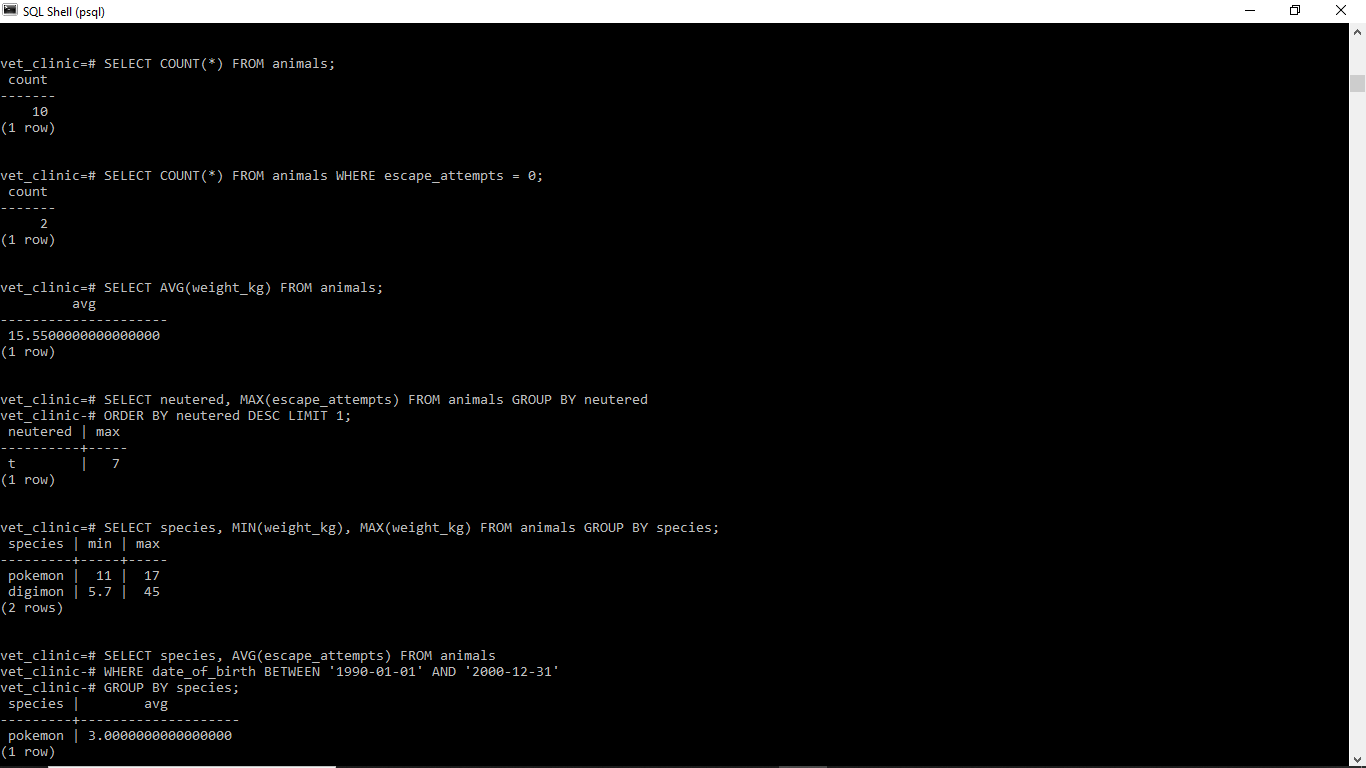 SQL Shell (psql)
vet_clinic=# SELECT COUNT(*) FROM animals;
 count
-------
    10
(1 row)
vet_clinic=# SELECT COUNT(*) FROM animals WHERE escape_attempts = 0;
 count
-------
     2
(1 row)
vet_clinic=# SELECT AVG(weight_kg) FROM animals;
         avg
---------------------
 15.5500000000000000
(1 row)
vet_clinic=# SELECT neutered, MAX(escape_attempts) FROM animals GROUP BY neutered
vet_clinic-# ORDER BY neutered DESC LIMIT 1;
 neutered | max
----------+-----
 t        |   7
(1 row)
vet_clinic=# SELECT species, MIN(weight_kg), MAX(weight_kg) FROM animals GROUP BY species;
 species | min | max
---------+-----+-----
 pokemon |  11 |  17
 digimon | 5.7 |  45
(2 rows)
vet_clinic=# SELECT species, AVG(escape_attempts) FROM animals
vet_clinic-# WHERE date_of_birth BETWEEN '1990-01-01' AND '2000-12-31'
vet_clinic-# GROUP BY species;
 species |        avg
---------+--------------------
 pokemon | 3.0000000000000000
(1 row)